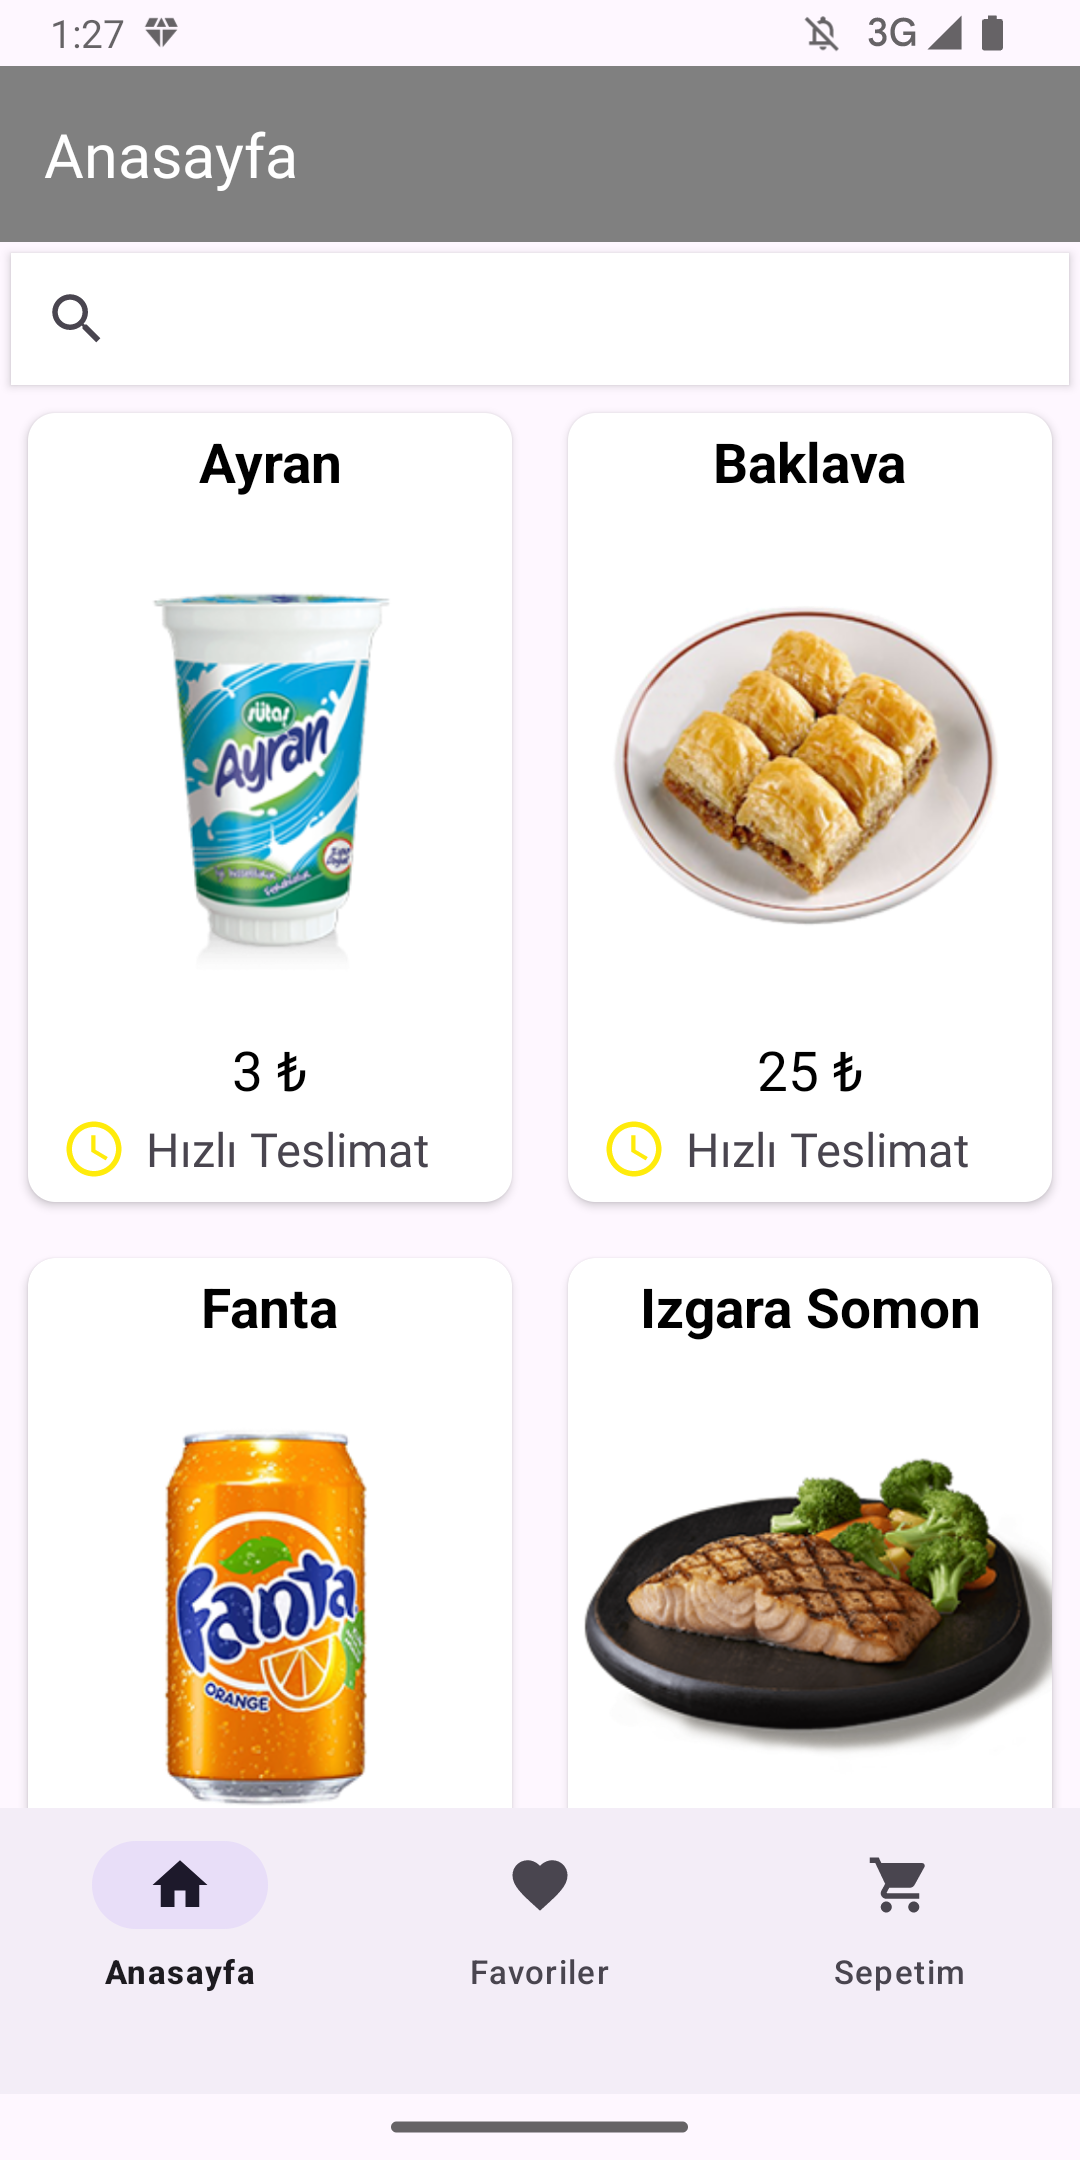 1:27
3G
Anasayfa
Ayran
Baklava
sütaş
Ayran
3 ₺
25 ₺
Hızlı Teslimat
Hızlı Teslimat
Fanta
Izgara Somon
Fanta
ORANGE
Anasayfa
Favoriler
Sepetim